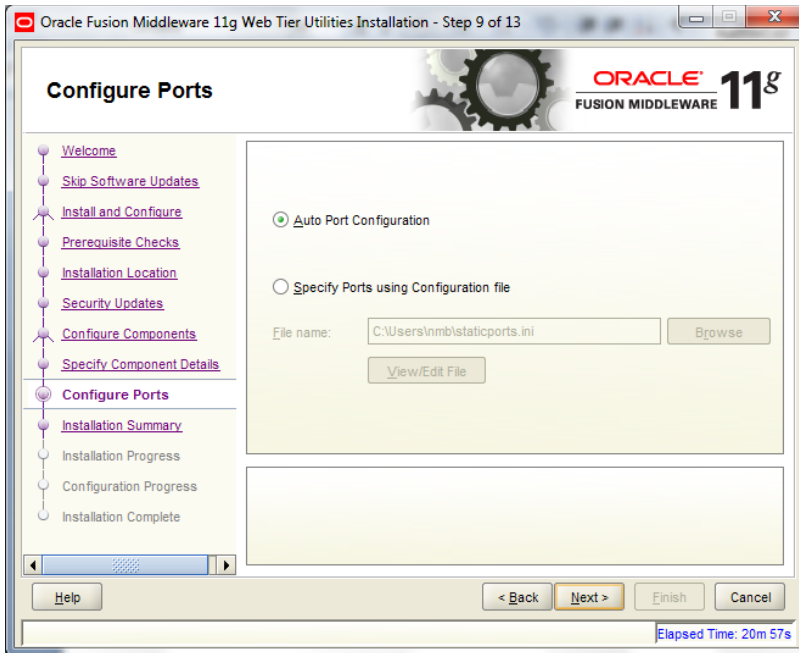 Oracle Fusion Middleware 11g Web Tier Utilities Installation - Step 9 of 13
Configure Ports
ORACLE
FUSION MIDDLEWARE
11g
Welcome
Skip Software Updates
Install and Configure
Prerequisite Checks
Installation Location
Security Updates
Configure Components
Specify Component Details
Configure Ports
Installation Summary
Installation Progress
Configuration Progress
Installation Complete
Auto Port Configuration
Specify Ports using Configuration file
File name: C:\Users\nmb\staticports.ini Browse
View/Edit File
Help < Back Next > Finish Cancel
Elapsed Time: 20m 57s